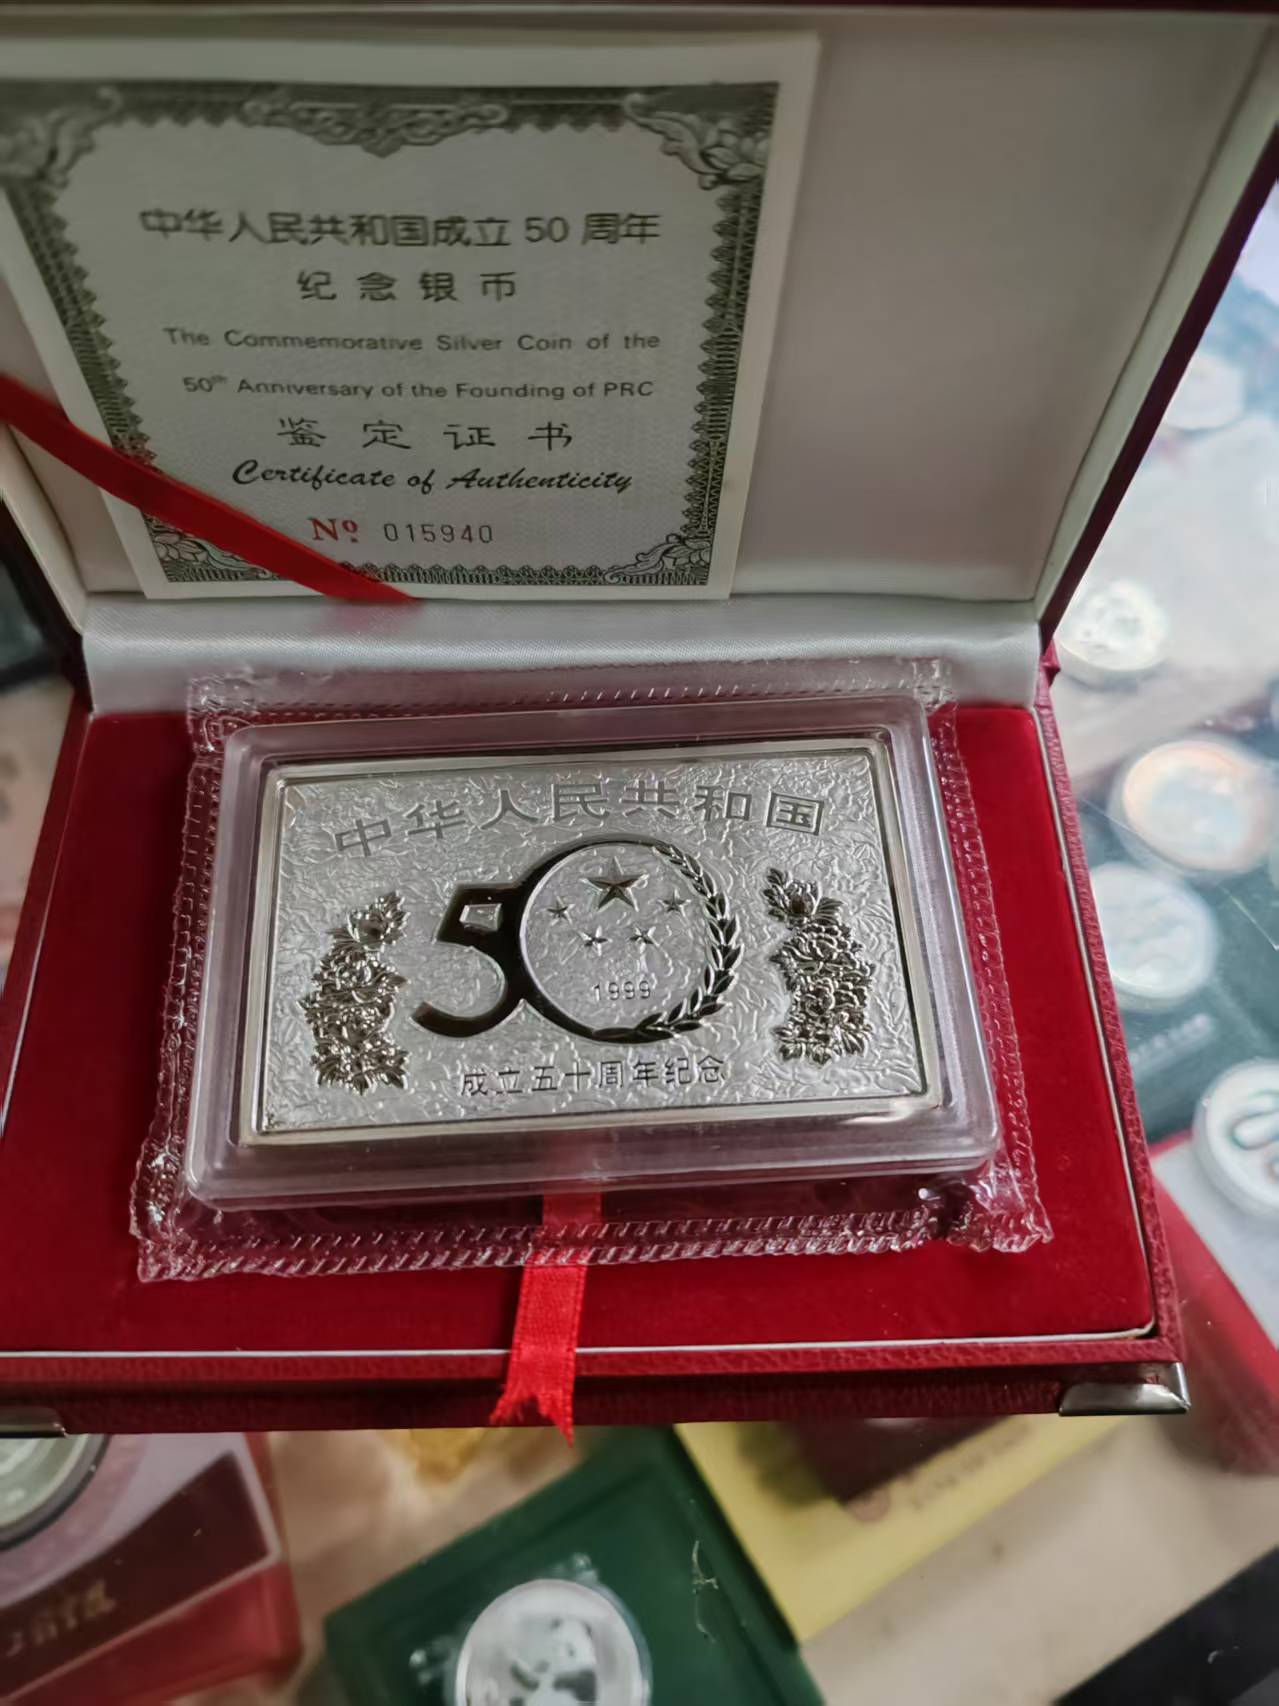 中华人民共和国成立 50 周年
纪念银币
The Commemorative Silver Coin of the
50th Anniversary of the Founding of PRC
鉴定证书
Certificate of Authenticity
Nº 015940
中华人民共和国
50
1999
成立五十周年纪念